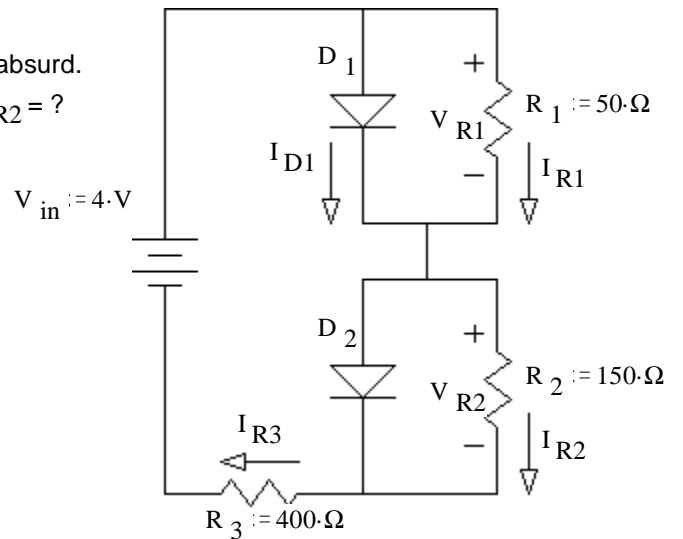 absurd.
R2 = ?
V in := 4·V
D 1
I D1
+
V R1
−
R 1 := 50·Ω
I R1
D 2
+
V R2
−
R 2 := 150·Ω
I R2
I R3
R 3 := 400·Ω